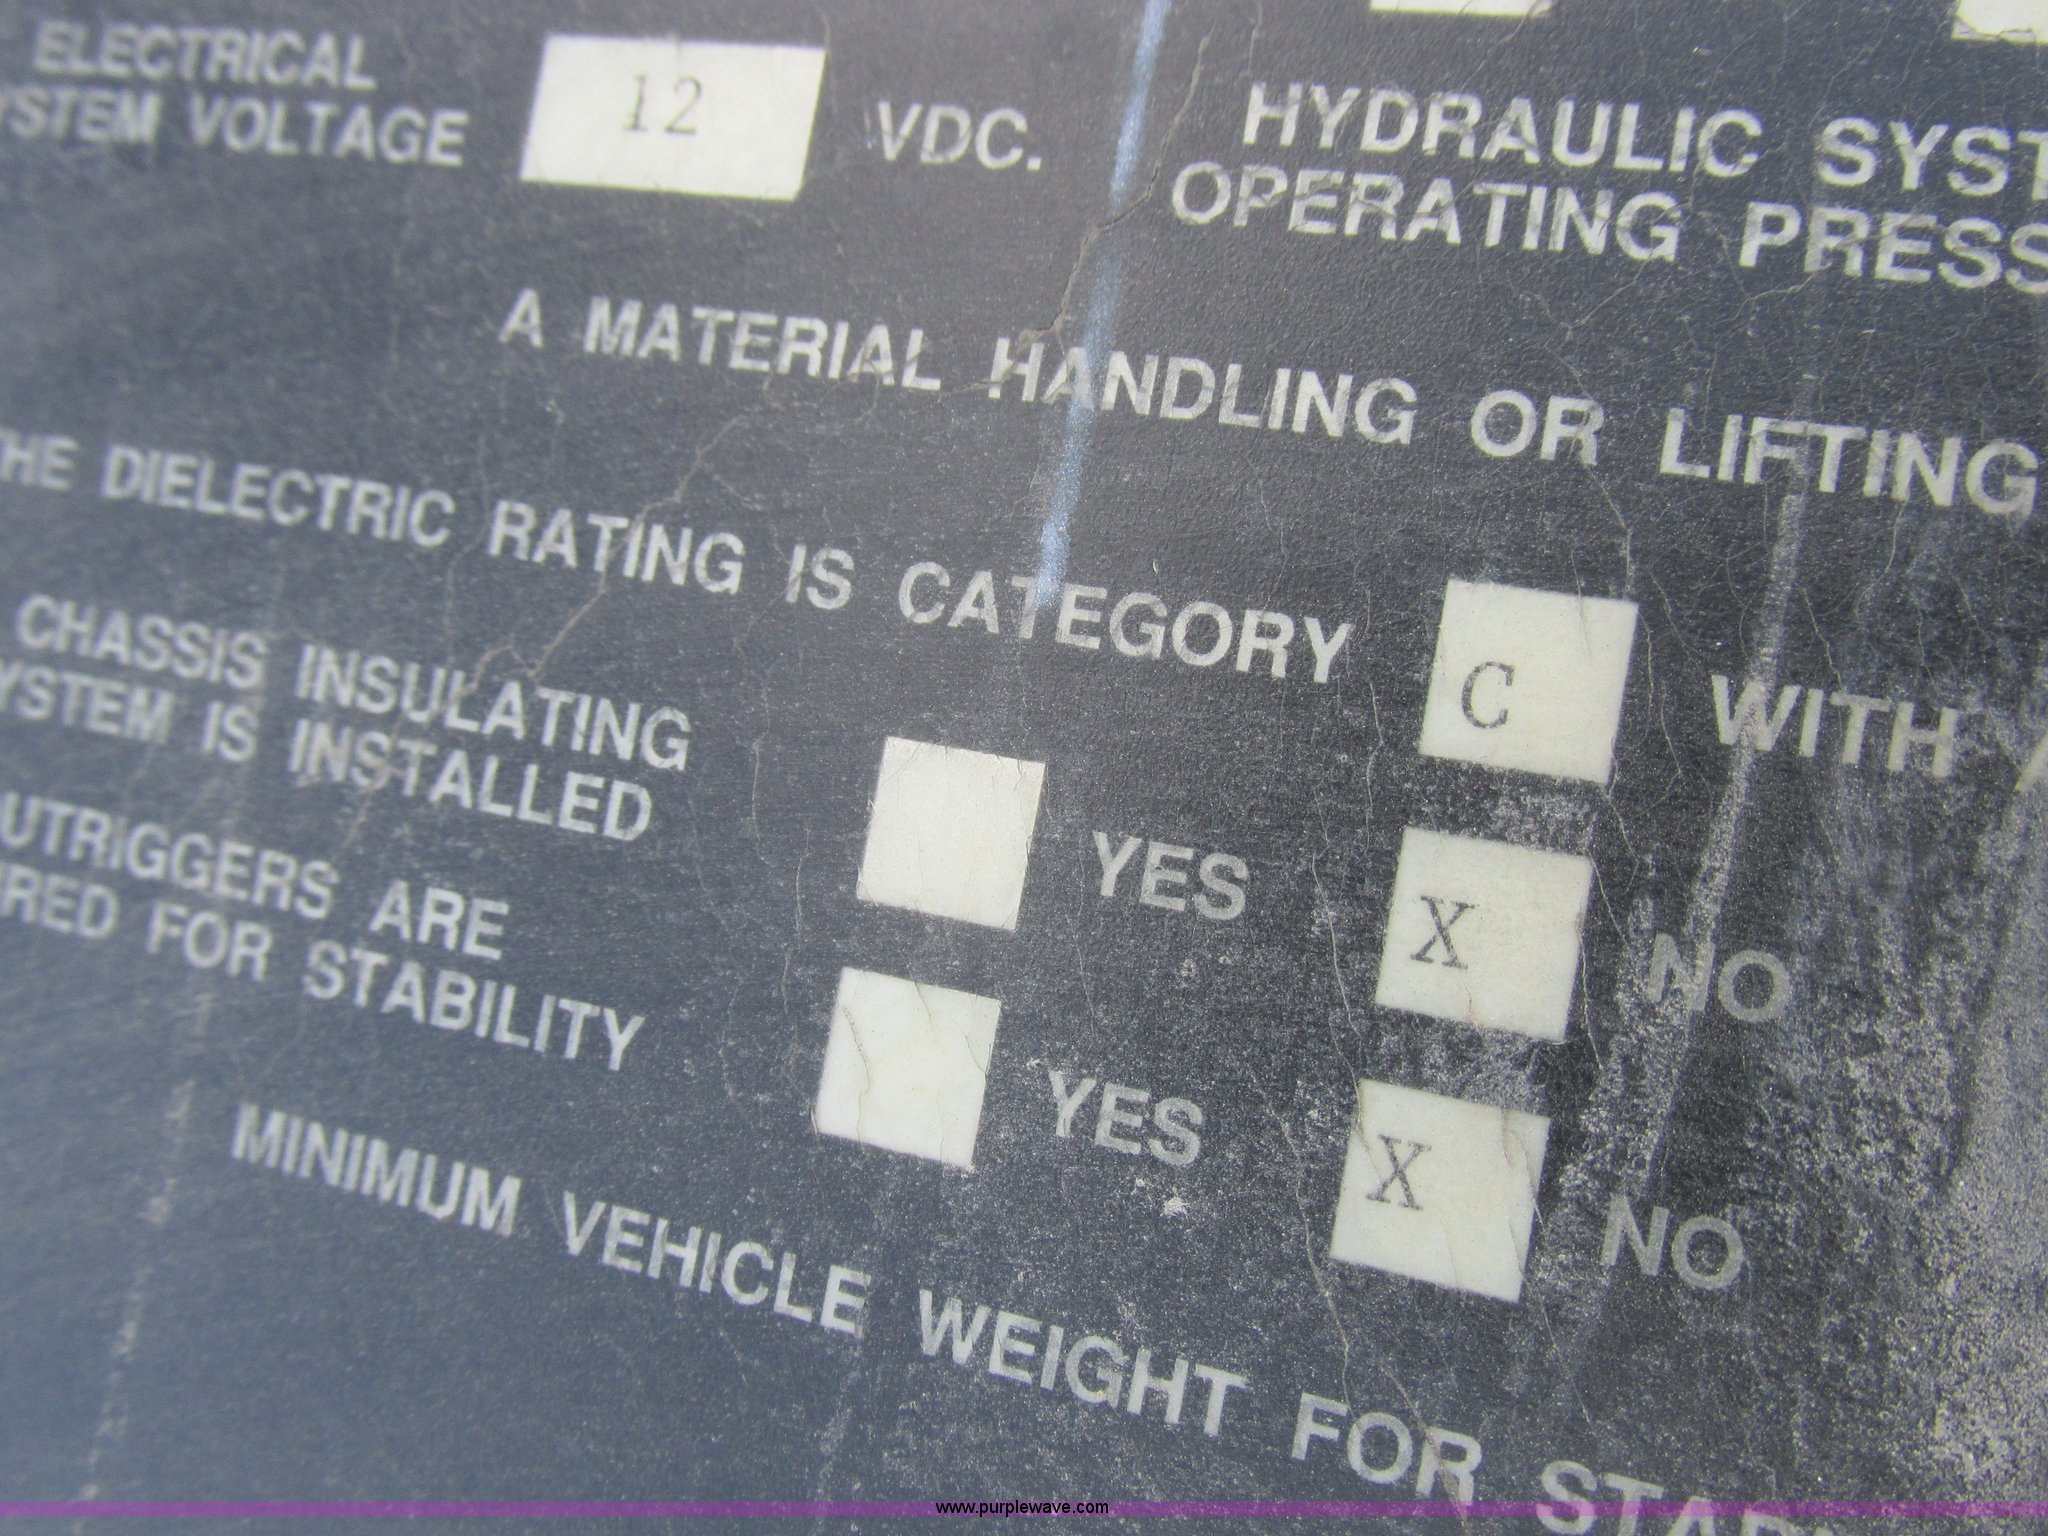 ELECTRICAL
YSTEM VOLTAGE 12 VDC.
HYDRAULIC SYST
OPERATING PRESS
A MATERIAL HANDLING OR LIFTING
THE DIELECTRIC RATING IS CATEGORY C WITH
CHASSIS INSULATING
YSTEM IS INSTALLED YES X NO
UTRIGGERS ARE
RED FOR STABILITY YES X NO
MINIMUM VEHICLE WEIGHT FOR STAB
www.purplewave.com